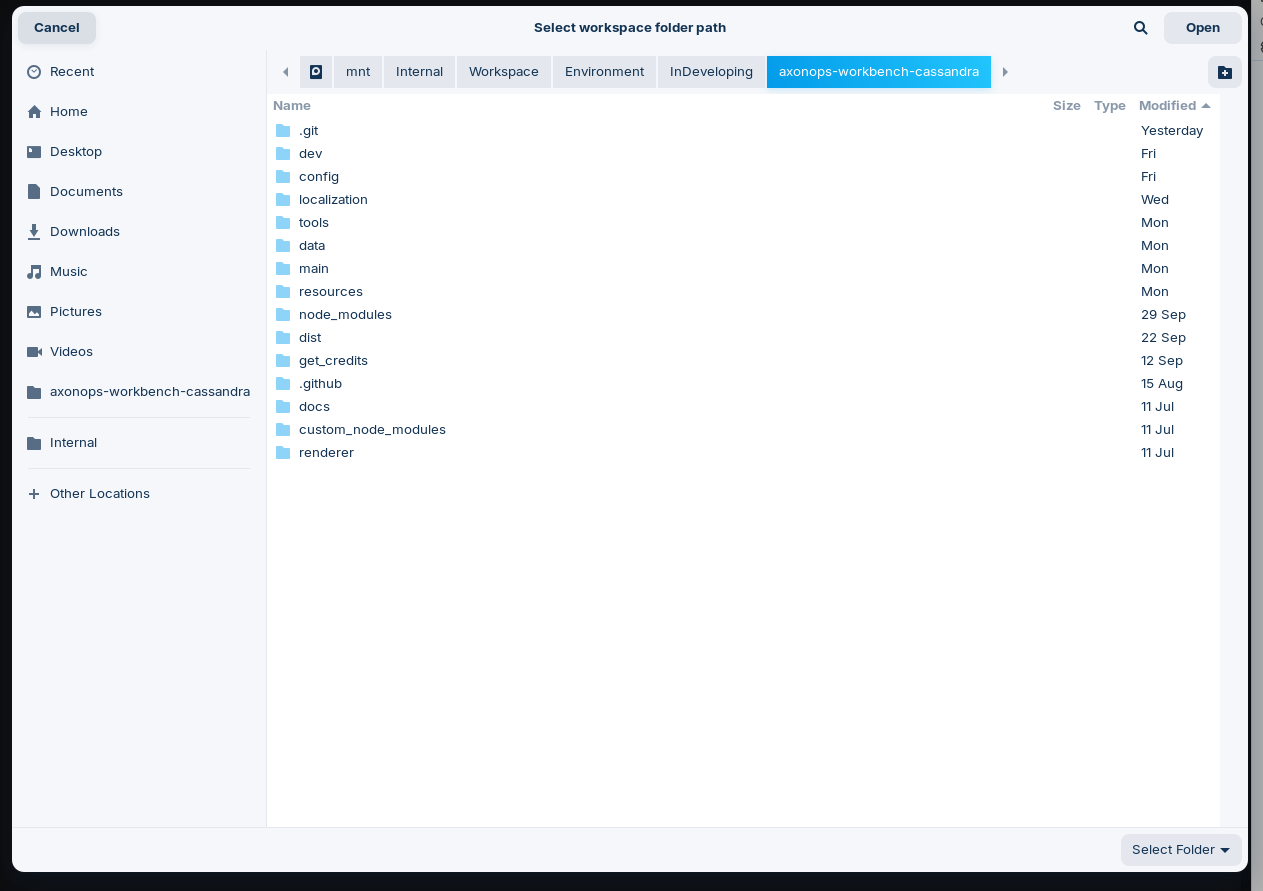 Cancel
Select workspace folder path
Open
Recent
Home
Desktop
Documents
Downloads
Music
Pictures
Videos
axonops-workbench-cassandra
Internal
Other Locations
mnt Internal Workspace Environment InDeveloping axonops-workbench-cassandra
Name Size Type Modified
.git Yesterday
dev Fri
config Fri
localization Wed
tools Mon
data Mon
main Mon
resources Mon
node_modules 29 Sep
dist 22 Sep
get_credits 12 Sep
.github 15 Aug
docs 11 Jul
custom_node_modules 11 Jul
renderer 11 Jul
Select Folder